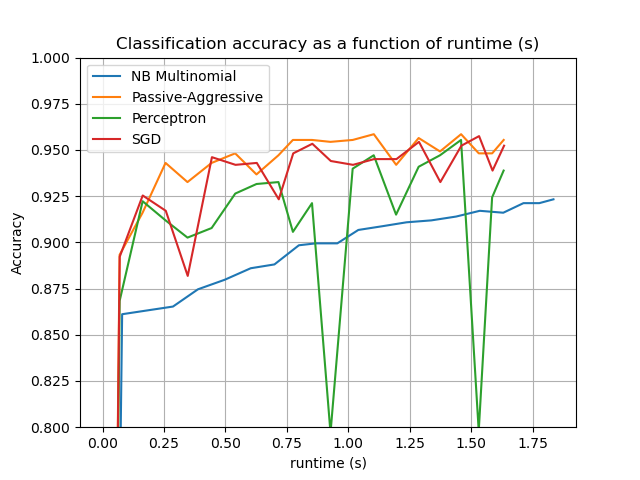 Classification accuracy as a function of runtime (s)
1.000
0.975
0.950
0.925
0.900
0.875
0.850
0.825
0.800
Accuracy
NB Multinomial
Passive-Aggressive
Perceptron
SGD
0.00 0.25 0.50 0.75 1.00 1.25 1.50 1.75
runtime (s)